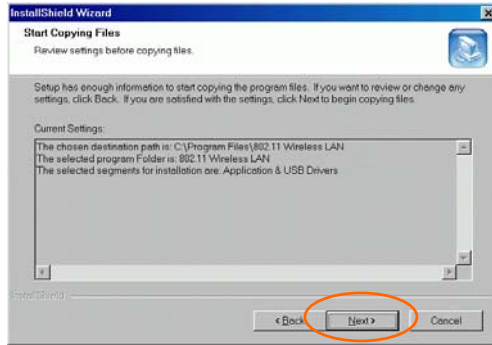 InstallShield Wizard
Start Copying Files
Review settings before copying files.
Setup has enough information to start copying the program files. If you want to review or change any
settings, click Back. If you are satisfied with the settings, click Next to begin copying files.
Current Settings:
The chosen destination path is: C:\Program Files\802.11 Wireless LAN
The selected program Folder is: 802.11 Wireless LAN
The selected segments for installation are: Application & USB Drivers
InstallShield
< Back
Next >
Cancel